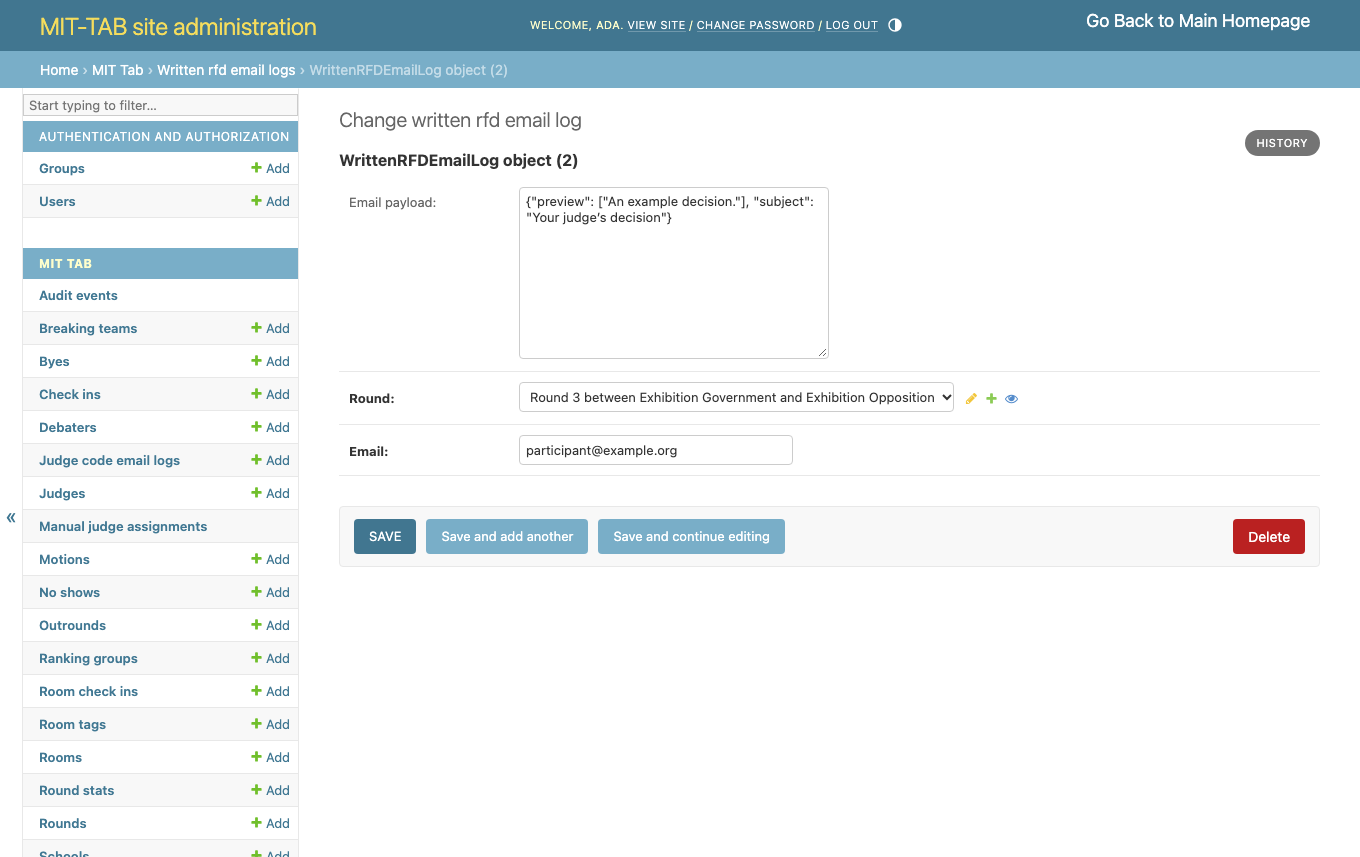 MIT-TAB site administration
WELCOME, ADA. VIEW SITE / CHANGE PASSWORD / LOG OUT
Go Back to Main Homepage
Home › MIT Tab › Written rfd email logs › WrittenRFDEmailLog object (2)
Start typing to filter...
AUTHENTICATION AND AUTHORIZATION
Groups + Add
Users + Add
MIT TAB
Audit events
Breaking teams + Add
Byes + Add
Check ins + Add
Debaters + Add
Judge code email logs + Add
Judges + Add
Manual judge assignments
Motions + Add
No shows + Add
Outrounds + Add
Ranking groups + Add
Room check ins + Add
Room tags + Add
Rooms + Add
Round stats + Add
Rounds + Add
Schools + Add
«
Change written rfd email log
HISTORY
WrittenRFDEmailLog object (2)
Email payload:
{"preview": ["An example decision."], "subject":
"Your judge’s decision"}
Round:
Round 3 between Exhibition Government and Exhibition Opposition
Email:
participant@example.org
SAVE
Save and add another
Save and continue editing
Delete